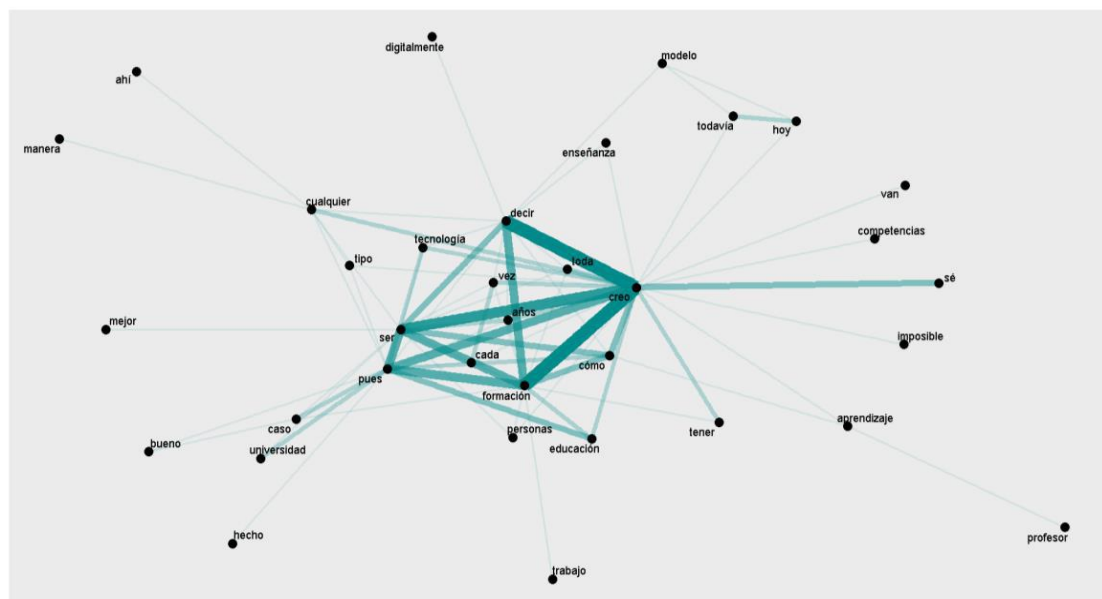 digitalmente
modelo
ahí
todavía
hoy
manera
enseñanza
van
cualquier
decir
competencias
tecnología
tipo
toda
vez
sé
creo
años
mejor
ser
imposible
cada
cómo
pues
formación
aprendizaje
caso
personas
tener
bueno
universidad
educación
hecho
profesor
trabajo